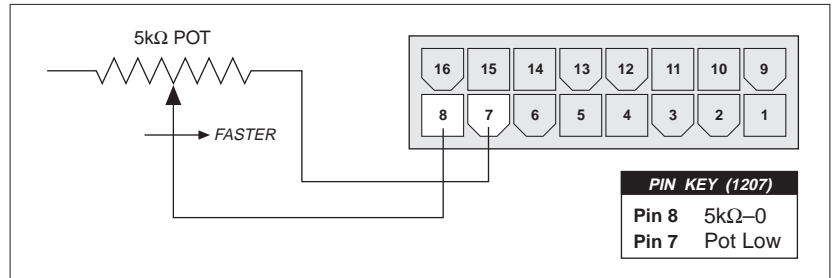 5kΩ POT
FASTER
16 15 14 13 12 11 10 9
8 7 6 5 4 3 2 1
PIN KEY (1207)
Pin 8 5kΩ–0
Pin 7 Pot Low